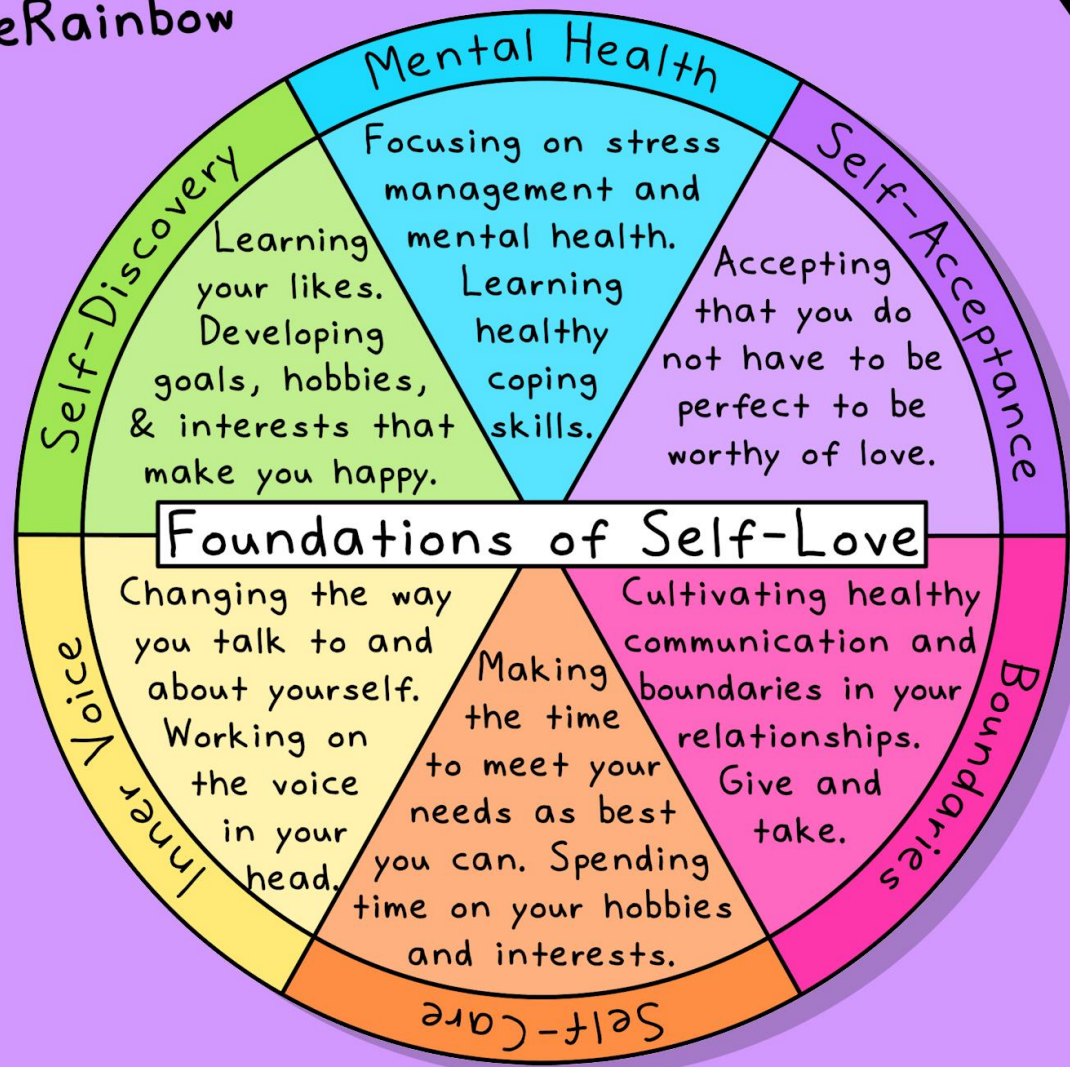 eRainbow
Mental Health
Focusing on stress
management and
mental health.
Learning
healthy
coping
skills.
Self-Acceptance
Accepting
that you do
not have to be
perfect to be
worthy of love.
Boundaries
Cultivating healthy
communication and
boundaries in your
relationships.
Give and
take.
Self-Care
Making
the time
to meet your
needs as best
you can. Spending
time on your hobbies
and interests.
Inner Voice
Changing the way
you talk to and
about yourself.
Working on
the voice
in your
head.
Self-Discovery
Learning
your likes.
Developing
goals, hobbies,
& interests that
make you happy.
Foundations of Self-Love